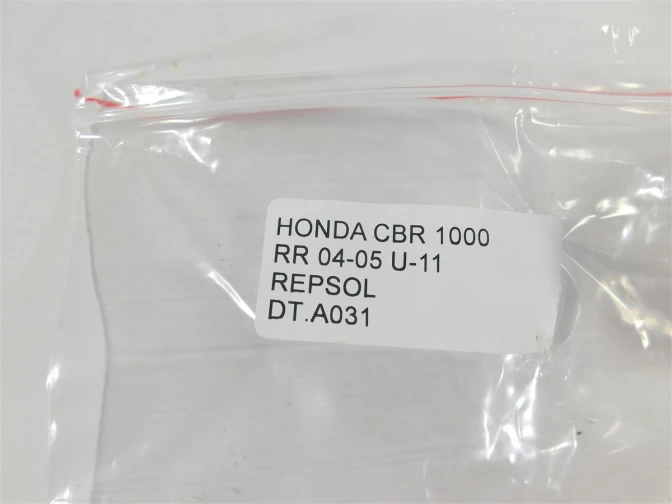 HONDA CBR 1000
RR 04-05 U-11
REPSOL
DT.A031